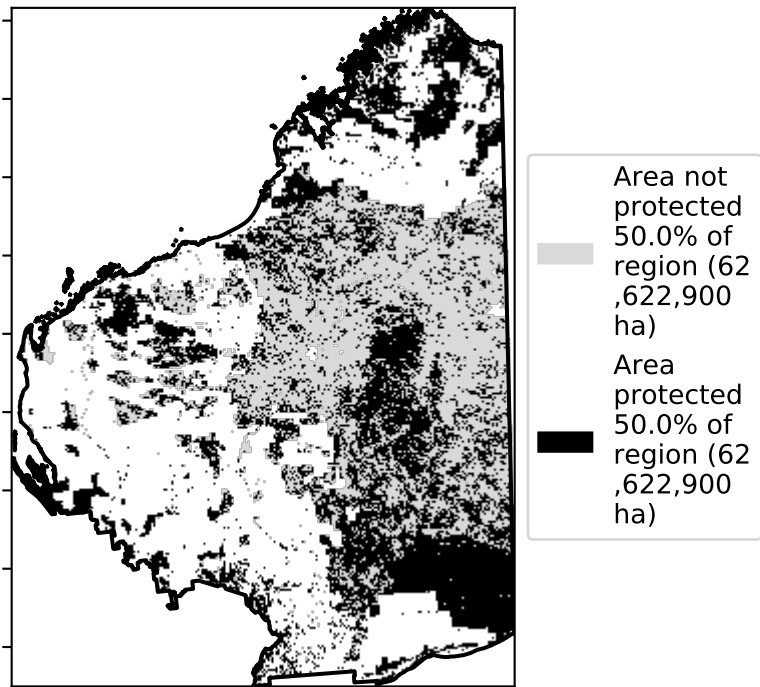 Area not
protected
50.0% of
region (62
,622,900
ha)
Area
protected
50.0% of
region (62
,622,900
ha)